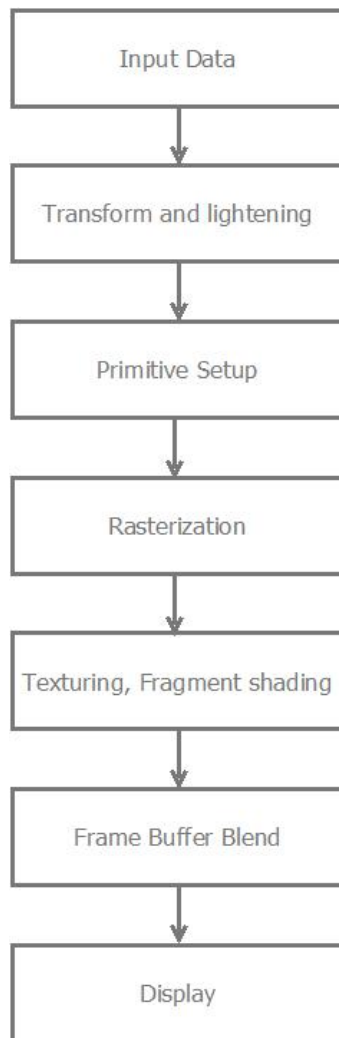 Input Data
Transform and lightening
Primitive Setup
Rasterization
Texturing, Fragment shading
Frame Buffer Blend
Display